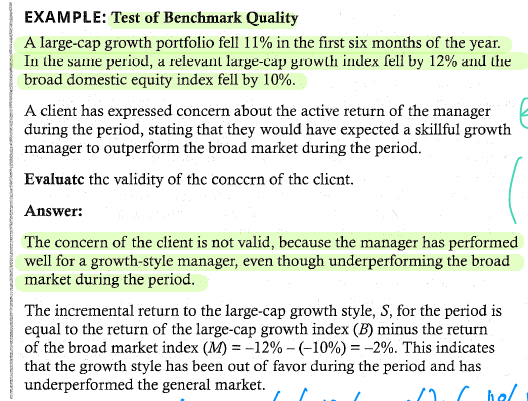 EXAMPLE: Test of Benchmark Quality
A large-cap growth portfolio fell 11% in the first six months of the year.
In the same period, a relevant large-cap growth index fell by 12% and the
broad domestic equity index fell by 10%.
A client has expressed concern about the active return of the manager
during the period, stating that they would have expected a skillful growth
manager to outperform the broad market during the period.
Evaluate the validity of the concern of the client.
Answer:
The concern of the client is not valid, because the manager has performed
well for a growth-style manager, even though underperforming the broad
market during the period.
The incremental return to the large-cap growth style, S, for the period is
equal to the return of the large-cap growth index (B) minus the return
of the broad market index (M) = –12% – (–10%) = –2%. This indicates
that the growth style has been out of favor during the period and has
underperformed the general market.